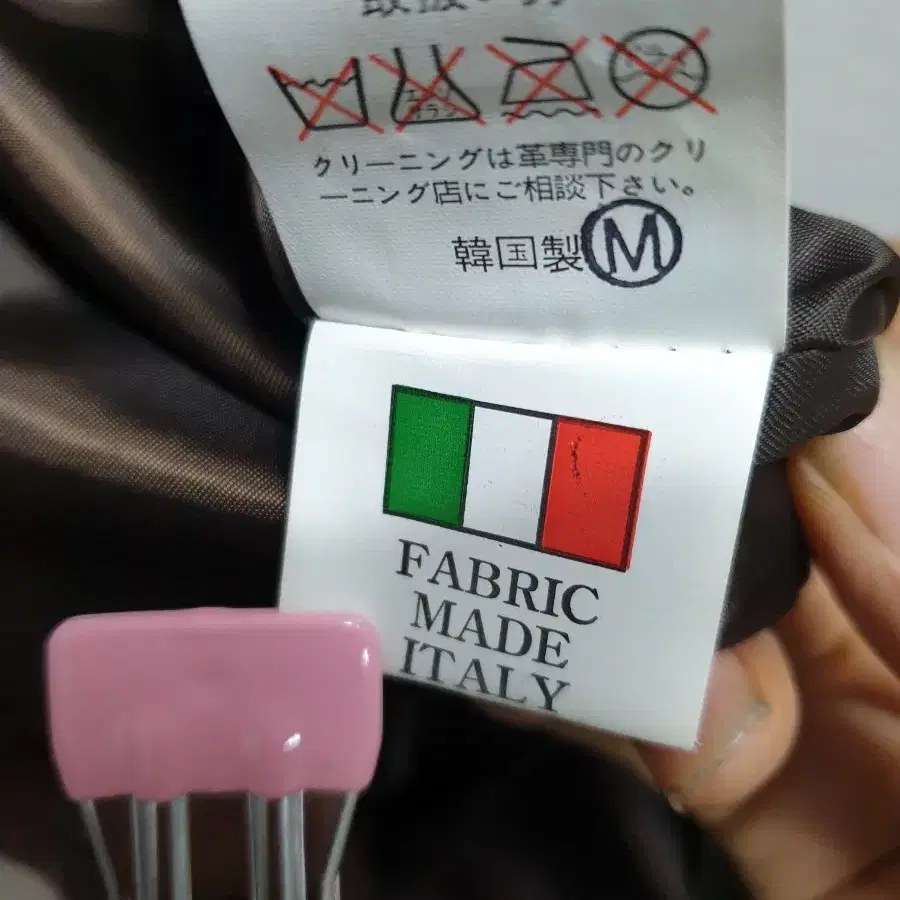 クリーニングは革専門のクリ
ーニング店にご相談下さい。
韓国製 M
FABRIC
MADE
ITALY